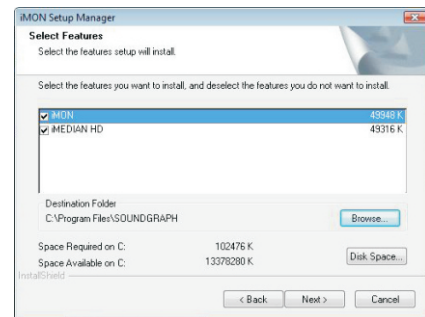 iMON Setup Manager
Select Features
Select the features setup will install.
Select the features you want to install, and deselect the features you do not want to install.
iMON 49948 K
iMEDIAN HD 49316 K
Destination Folder
C:\Program Files\SOUNDGRAPH
Browse...
Space Required on C: 102476 K
Space Available on C: 13378280 K
Disk Space...
InstallShield
< Back Next > Cancel